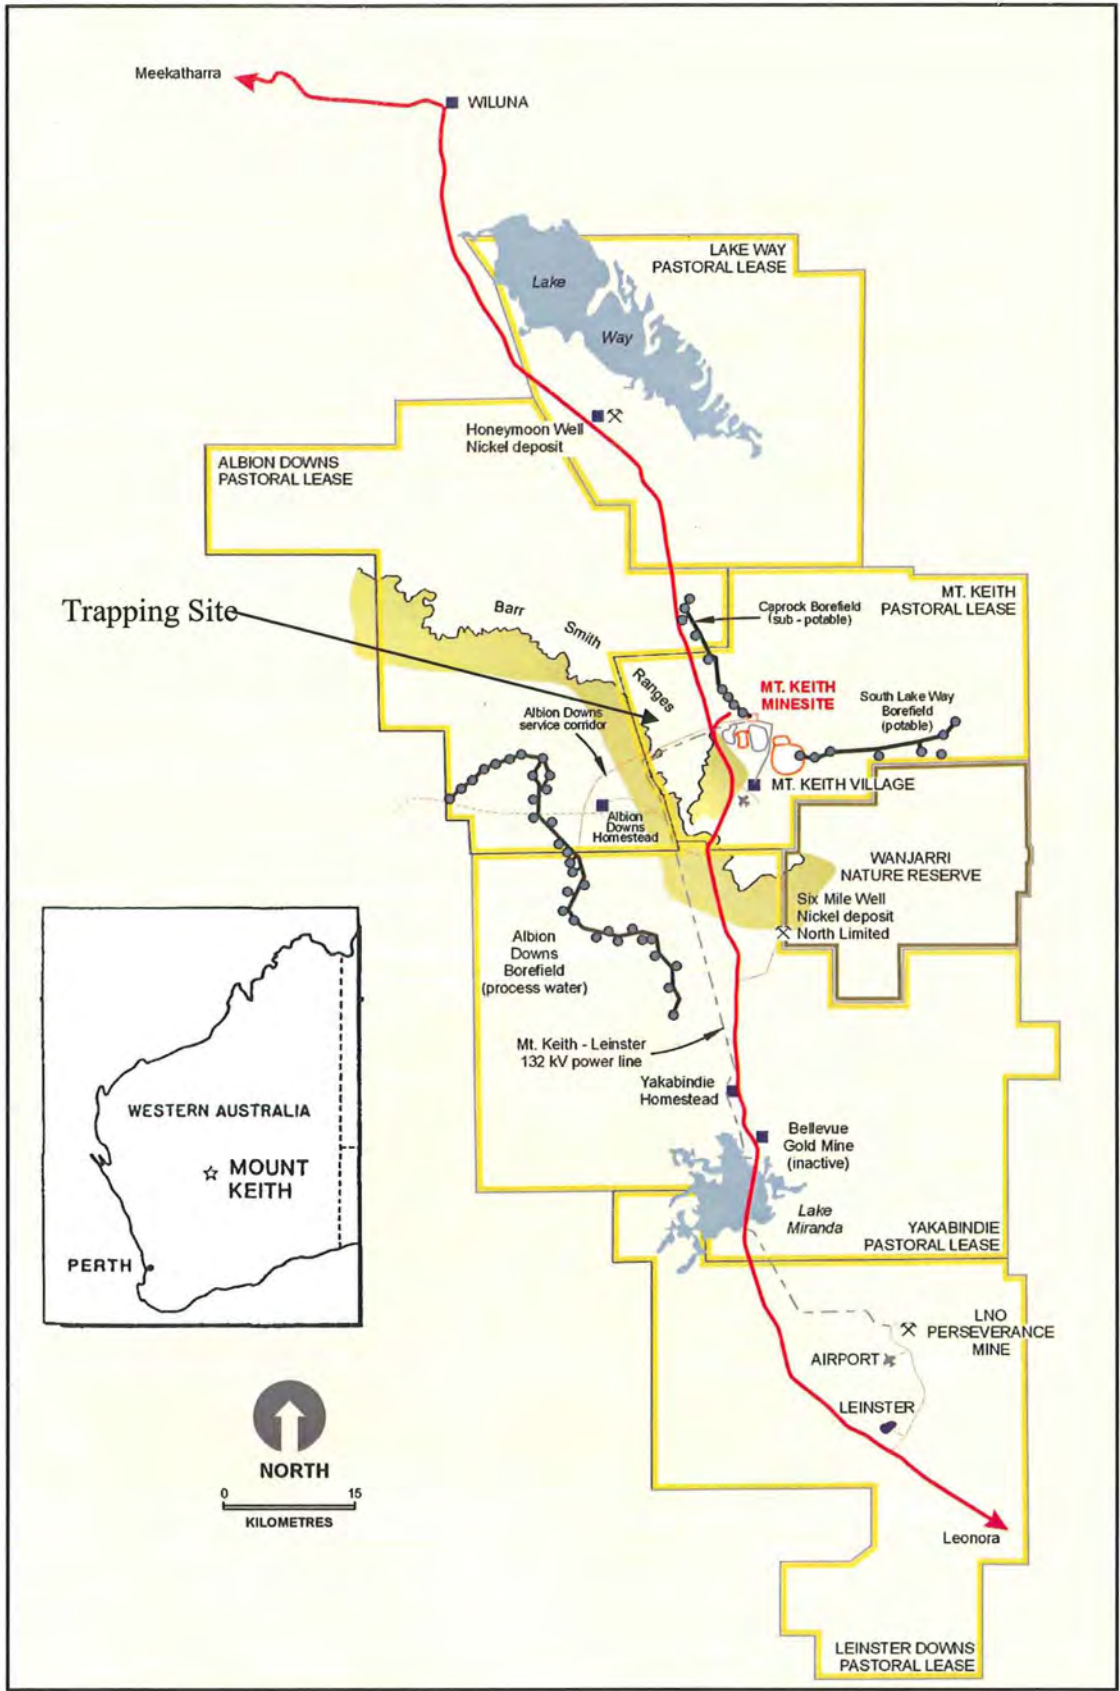 Meekatharra
WILUNA
LAKE WAY
PASTORAL LEASE
Lake
Way
Honeymoon Well
Nickel deposit
ALBION DOWNS
PASTORAL LEASE
Trapping Site
Barr
Smith
Ranges
Caprock Borefield
(sub - potable)
MT. KEITH
PASTORAL LEASE
MT. KEITH
MINESITE
South Lake Way
Borefield
(potable)
Albion Downs
service corridor
MT. KEITH VILLAGE
Albion
Downs
Homestead
WANJARRI
NATURE RESERVE
Six Mile Well
Nickel deposit
North Limited
Albion
Downs
Borefield
(process water)
Mt. Keith - Leinster
132 kV power line
Yakabindie
Homestead
Bellevue
Gold Mine
(inactive)
Lake
Miranda
YAKABINDIE
PASTORAL LEASE
WESTERN AUSTRALIA
MOUNT
KEITH
PERTH
LNO
PERSEVERANCE
MINE
AIRPORT
LEINSTER
NORTH
0 15
KILOMETRES
Leonora
LEINSTER DOWNS
PASTORAL LEASE